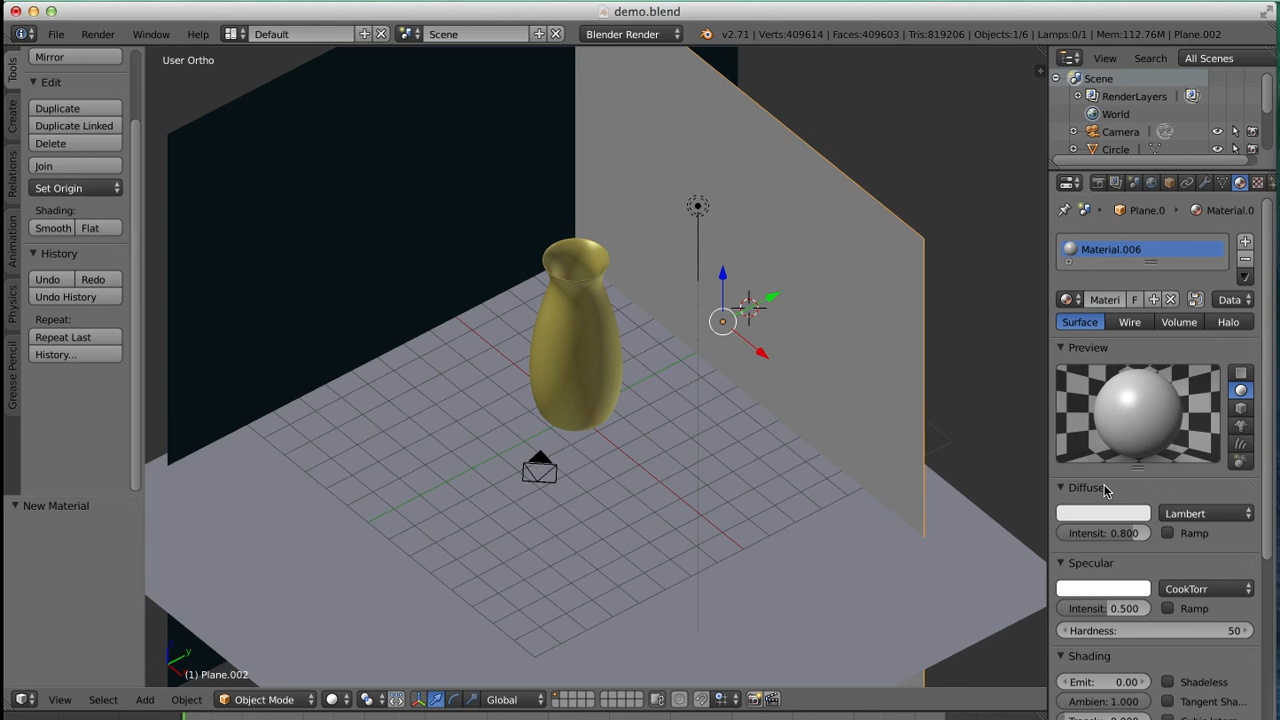 demo.blend
File Render Window Help Default Scene Blender Render v2.71 | Verts:409614 | Faces:409603 | Tris:819206 | Objects:1/6 | Lamps:0/1 | Mem:112.76M | Plane.002
Tools
Create
Relations
Animation
Physics
Grease Pencil
Mirror
Edit
Duplicate
Duplicate Linked
Delete
Join
Set Origin
Shading:
Smooth Flat
History
Undo Redo
Undo History
Repeat:
Repeat Last
History...
New Material
User Ortho
(1) Plane.002
View Select Add Object Object Mode Global
View Search All Scenes
Scene
RenderLayers
World
Camera
Circle
Plane.0 Material.0
Material.006
Materi F Data
Surface Wire Volume Halo
Preview
Diffuse
Lambert
Intensit: 0.800 Ramp
Specular
CookTorr
Intensit: 0.500 Ramp
Hardness: 50
Shading
Emit: 0.00 Shadeless
Ambien: 1.000 Tangent Sha...